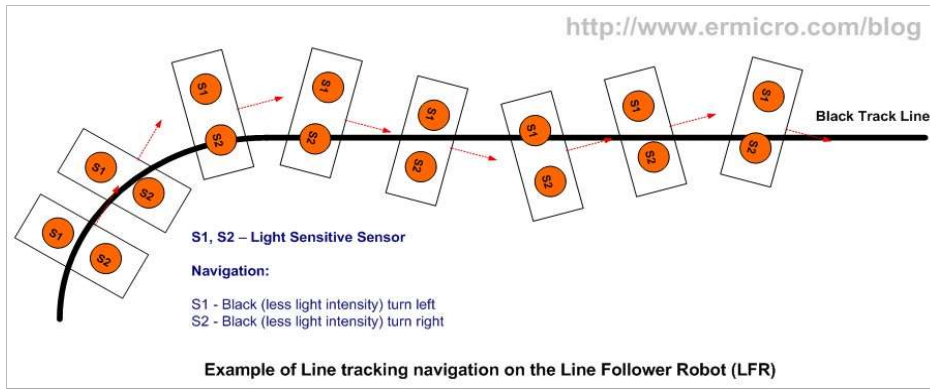 http://www.ermicro.com/blog
S1 S1 S1 S1 S1 S1
Black Track Line
S2 S2 S2 S2 S2 S2
S1
S2
S1
S2
S1, S2 – Light Sensitive Sensor
Navigation:
S1 - Black (less light intensity) turn left
S2 - Black (less light intensity) turn right
Example of Line tracking navigation on the Line Follower Robot (LFR)